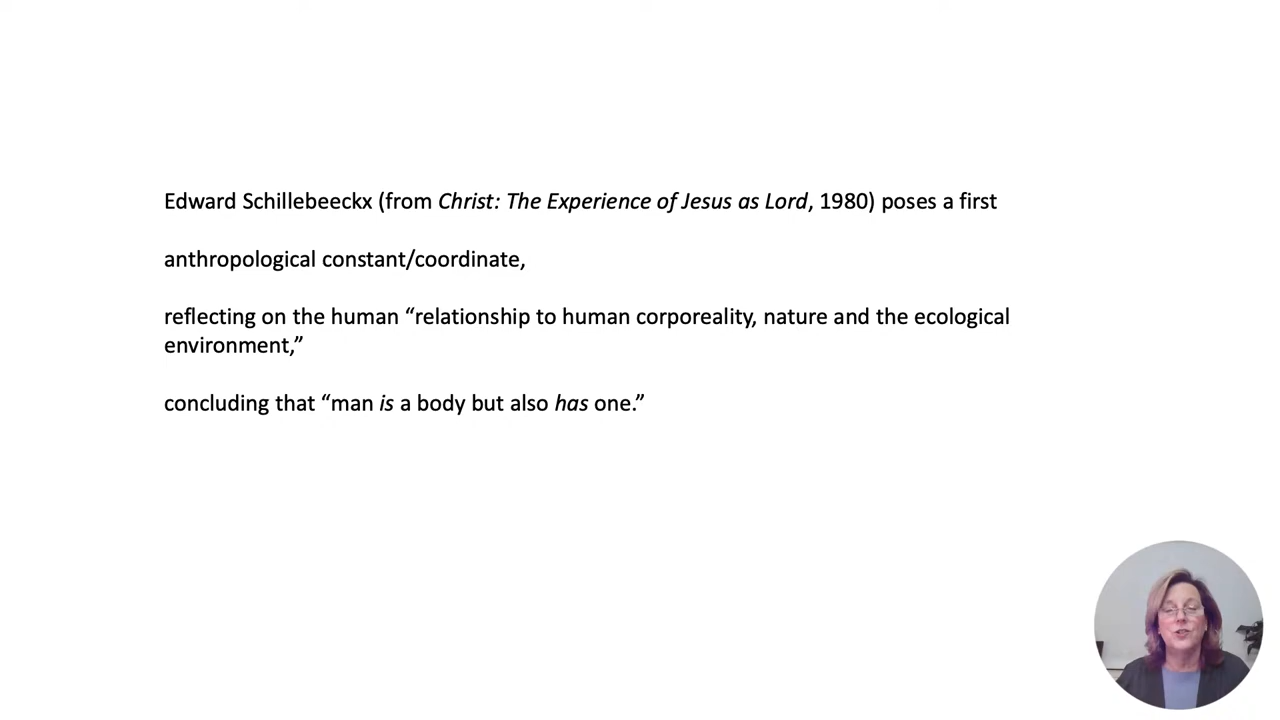 Edward Schillebeeckx (from Christ: The Experience of Jesus as Lord, 1980) poses a first
anthropological constant/coordinate,
reflecting on the human “relationship to human corporeality, nature and the ecological
environment,”
concluding that “man is a body but also has one.”